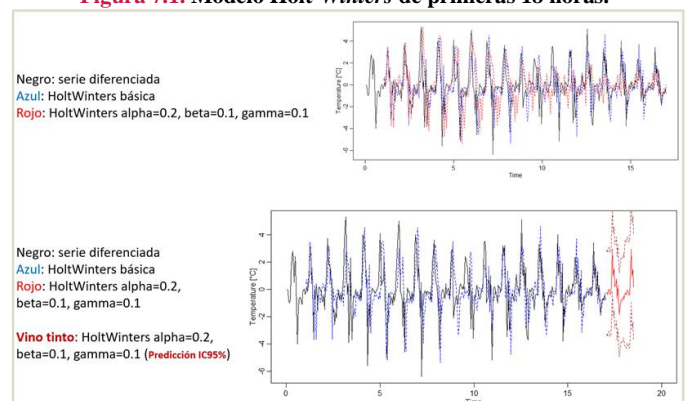 Figura 7.1. Modelo Holt-Winters de primeras 18 horas.
Negro: serie diferenciada
Azul: HoltWinters básica
Rojo: HoltWinters alpha=0.2, beta=0.1, gamma=0.1
Temperature [°C]
4
2
0
-2
-4
-6
0
5
10
15
Time
Negro: serie diferenciada
Azul: HoltWinters básica
Rojo: HoltWinters alpha=0.2,
beta=0.1, gamma=0.1
Vino tinto: HoltWinters alpha=0.2,
beta=0.1, gamma=0.1 (Predicción IC95%)
Temperature [°C]
4
2
0
-2
-4
-6
0
5
10
15
20
Time